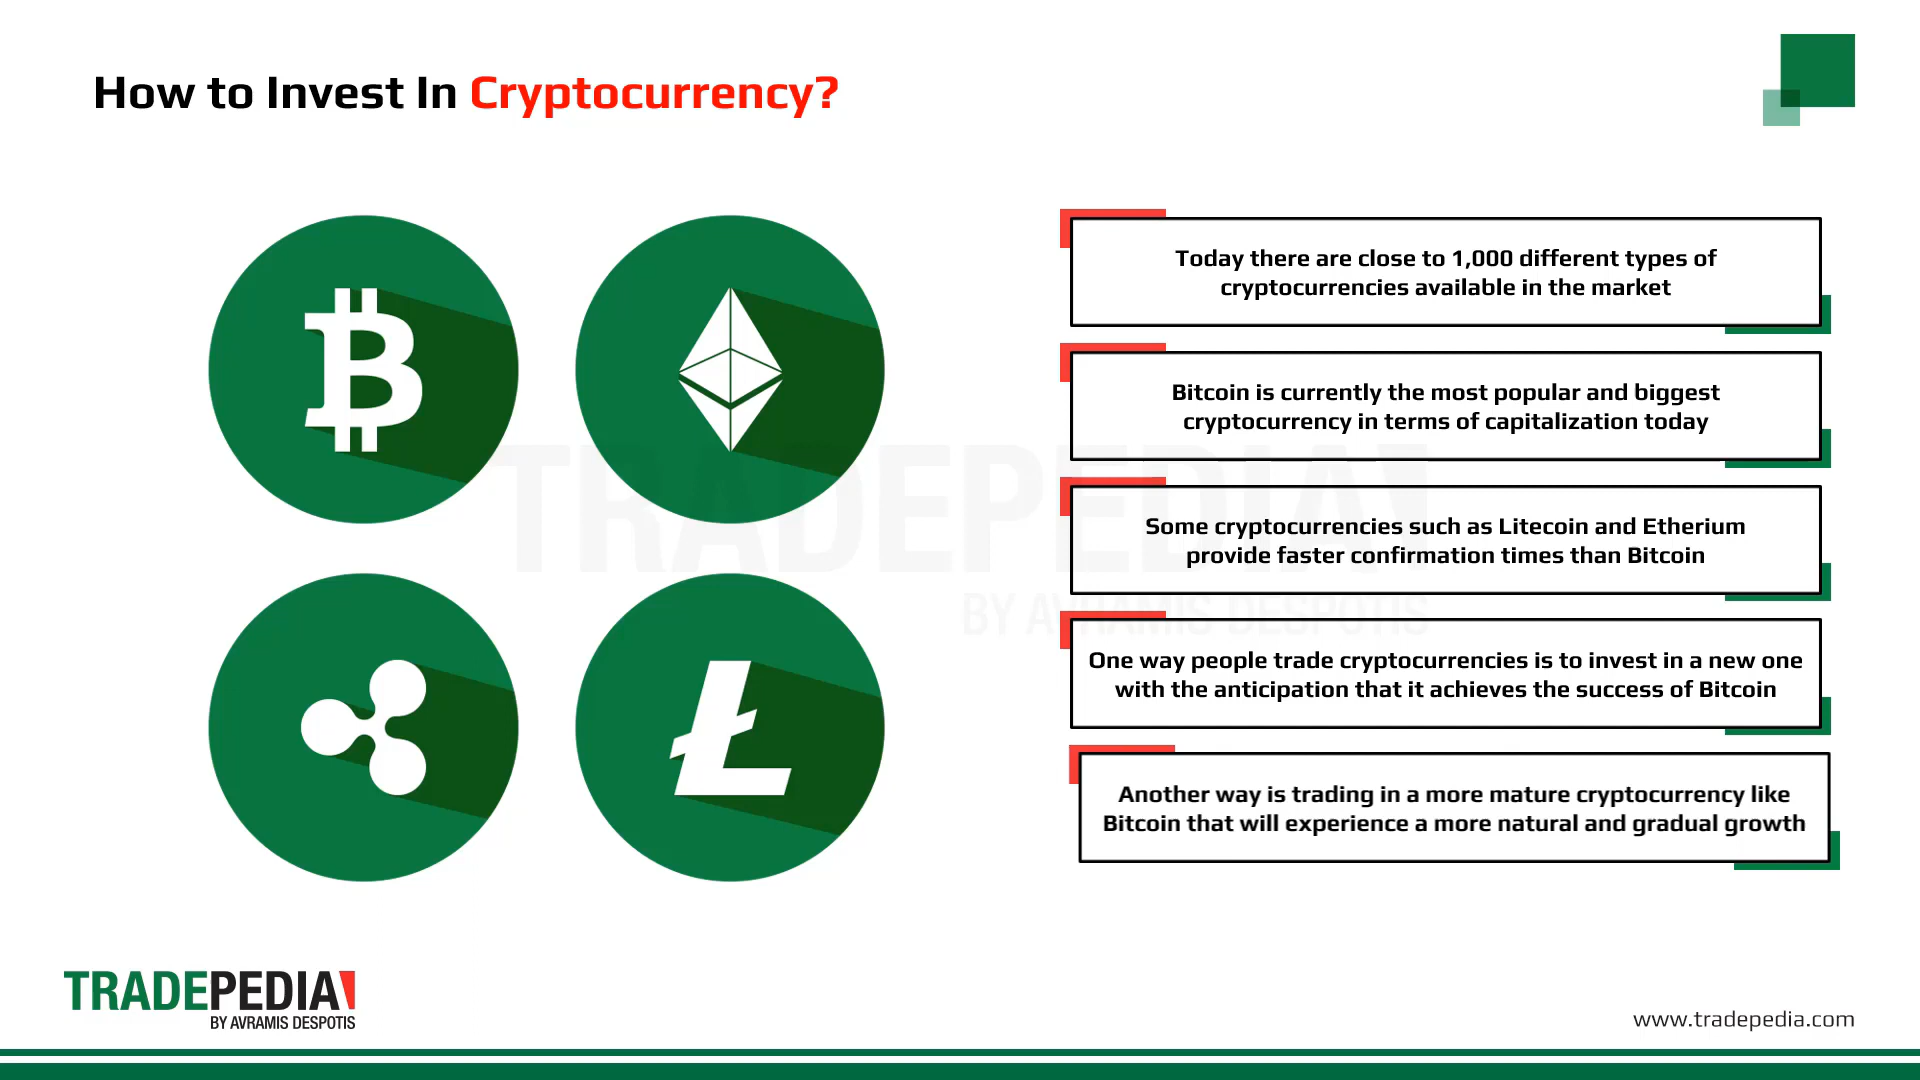 How to Invest In Cryptocurrency?
Today there are close to 1,000 different types of
cryptocurrencies available in the market
Bitcoin is currently the most popular and biggest
cryptocurrency in terms of capitalization today
Some cryptocurrencies such as Litecoin and Etherium
provide faster confirmation times than Bitcoin
One way people trade cryptocurrencies is to invest in a new one
with the anticipation that it achieves the success of Bitcoin
Another way is trading in a more mature cryptocurrency like
Bitcoin that will experience a more natural and gradual growth
TRADEPEDIA
BY AVRAMIS DESPOTIS
TRADEPEDIA
BY AVRAMIS DESPOTIS
www.tradepedia.com